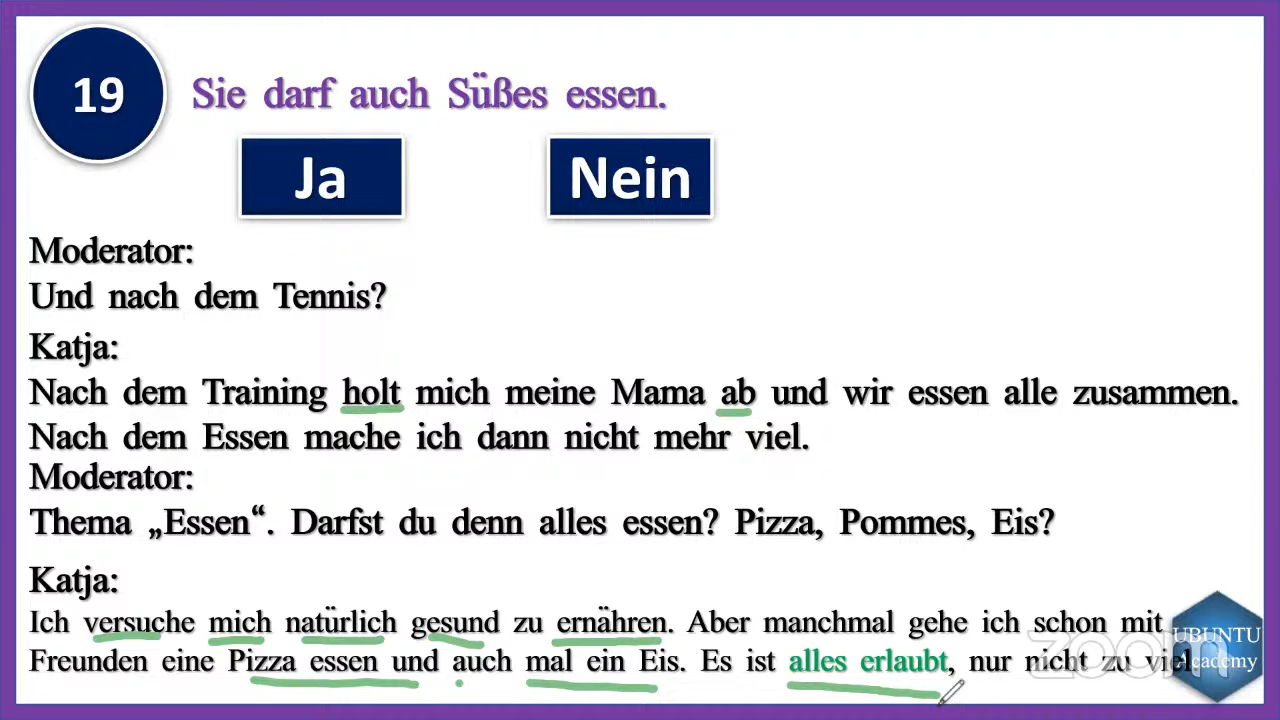 19
Sie darf auch Süßes essen.
Ja
Nein
Moderator:
Und nach dem Tennis?
Katja:
Nach dem Training holt mich meine Mama ab und wir essen alle zusammen.
Nach dem Essen mache ich dann nicht mehr viel.
Moderator:
Thema „Essen“. Darfst du denn alles essen? Pizza, Pommes, Eis?
Katja:
Ich versuche mich natürlich gesund zu ernähren. Aber manchmal gehe ich schon mit
Freunden eine Pizza essen und auch mal ein Eis. Es ist alles erlaubt, nur nicht zu viel.
zoom
UBUNTU
Academy